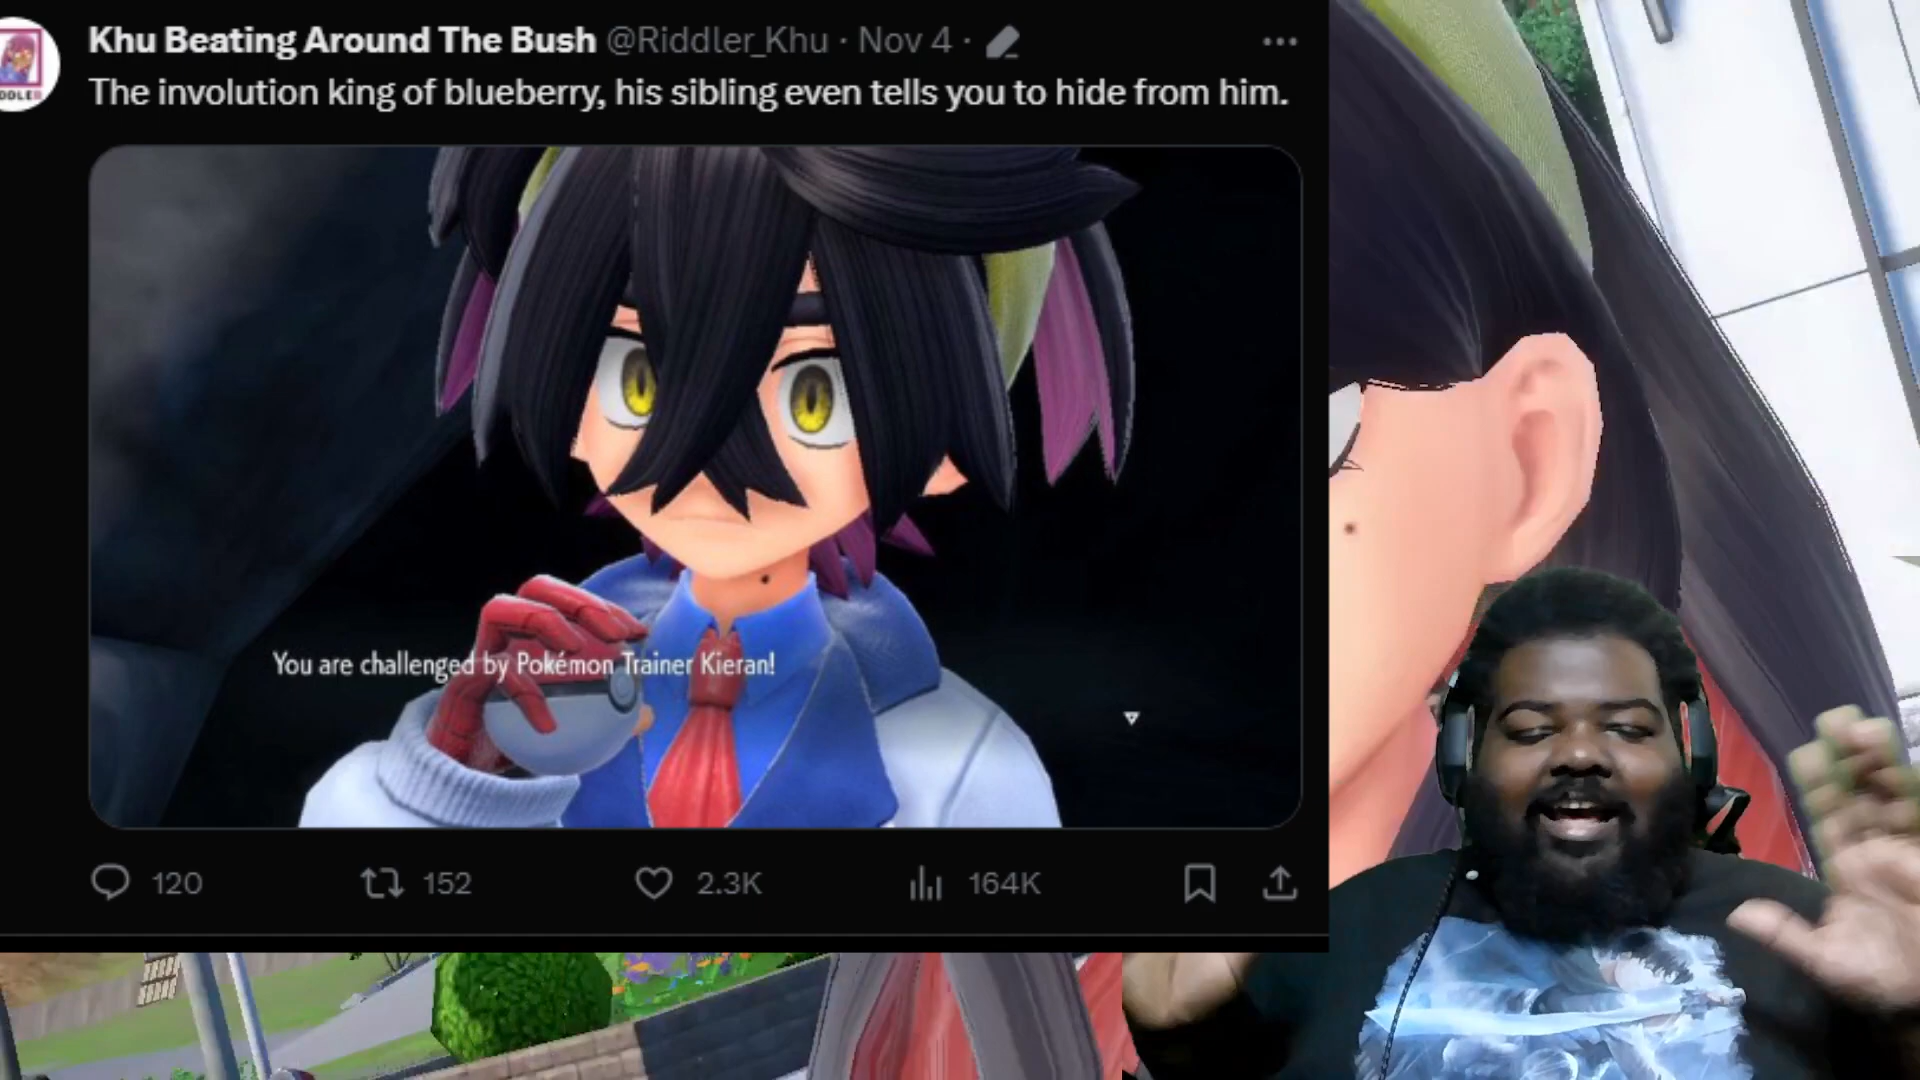 Khu Beating Around The Bush @Riddler_Khu · Nov 4 ·
The involution king of blueberry, his sibling even tells you to hide from him.
You are challenged by Pokémon Trainer Kieran!
120 152 2.3K 164K